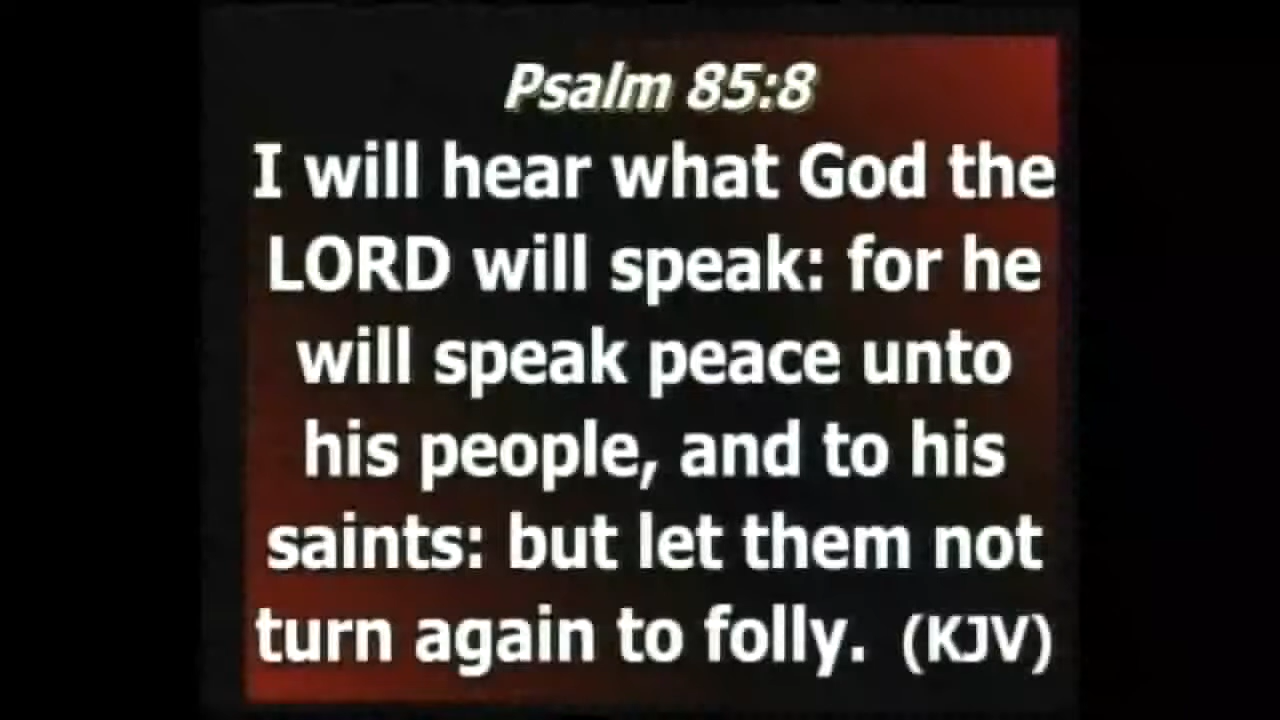 Psalm 85:8
I will hear what God the
LORD will speak: for he
will speak peace unto
his people, and to his
saints: but let them not
turn again to folly. (KJV)